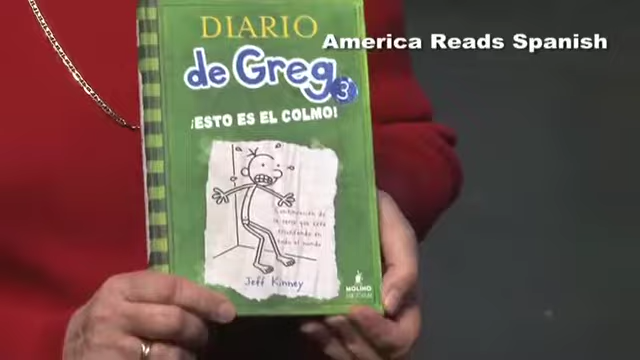 DIARIO
America Reads Spanish
de Greg
3
¡ESTO ES EL COLMO!
Continuación de
la serie que está
triunfando en
todo el mundo
Jeff Kinney
MOLINO